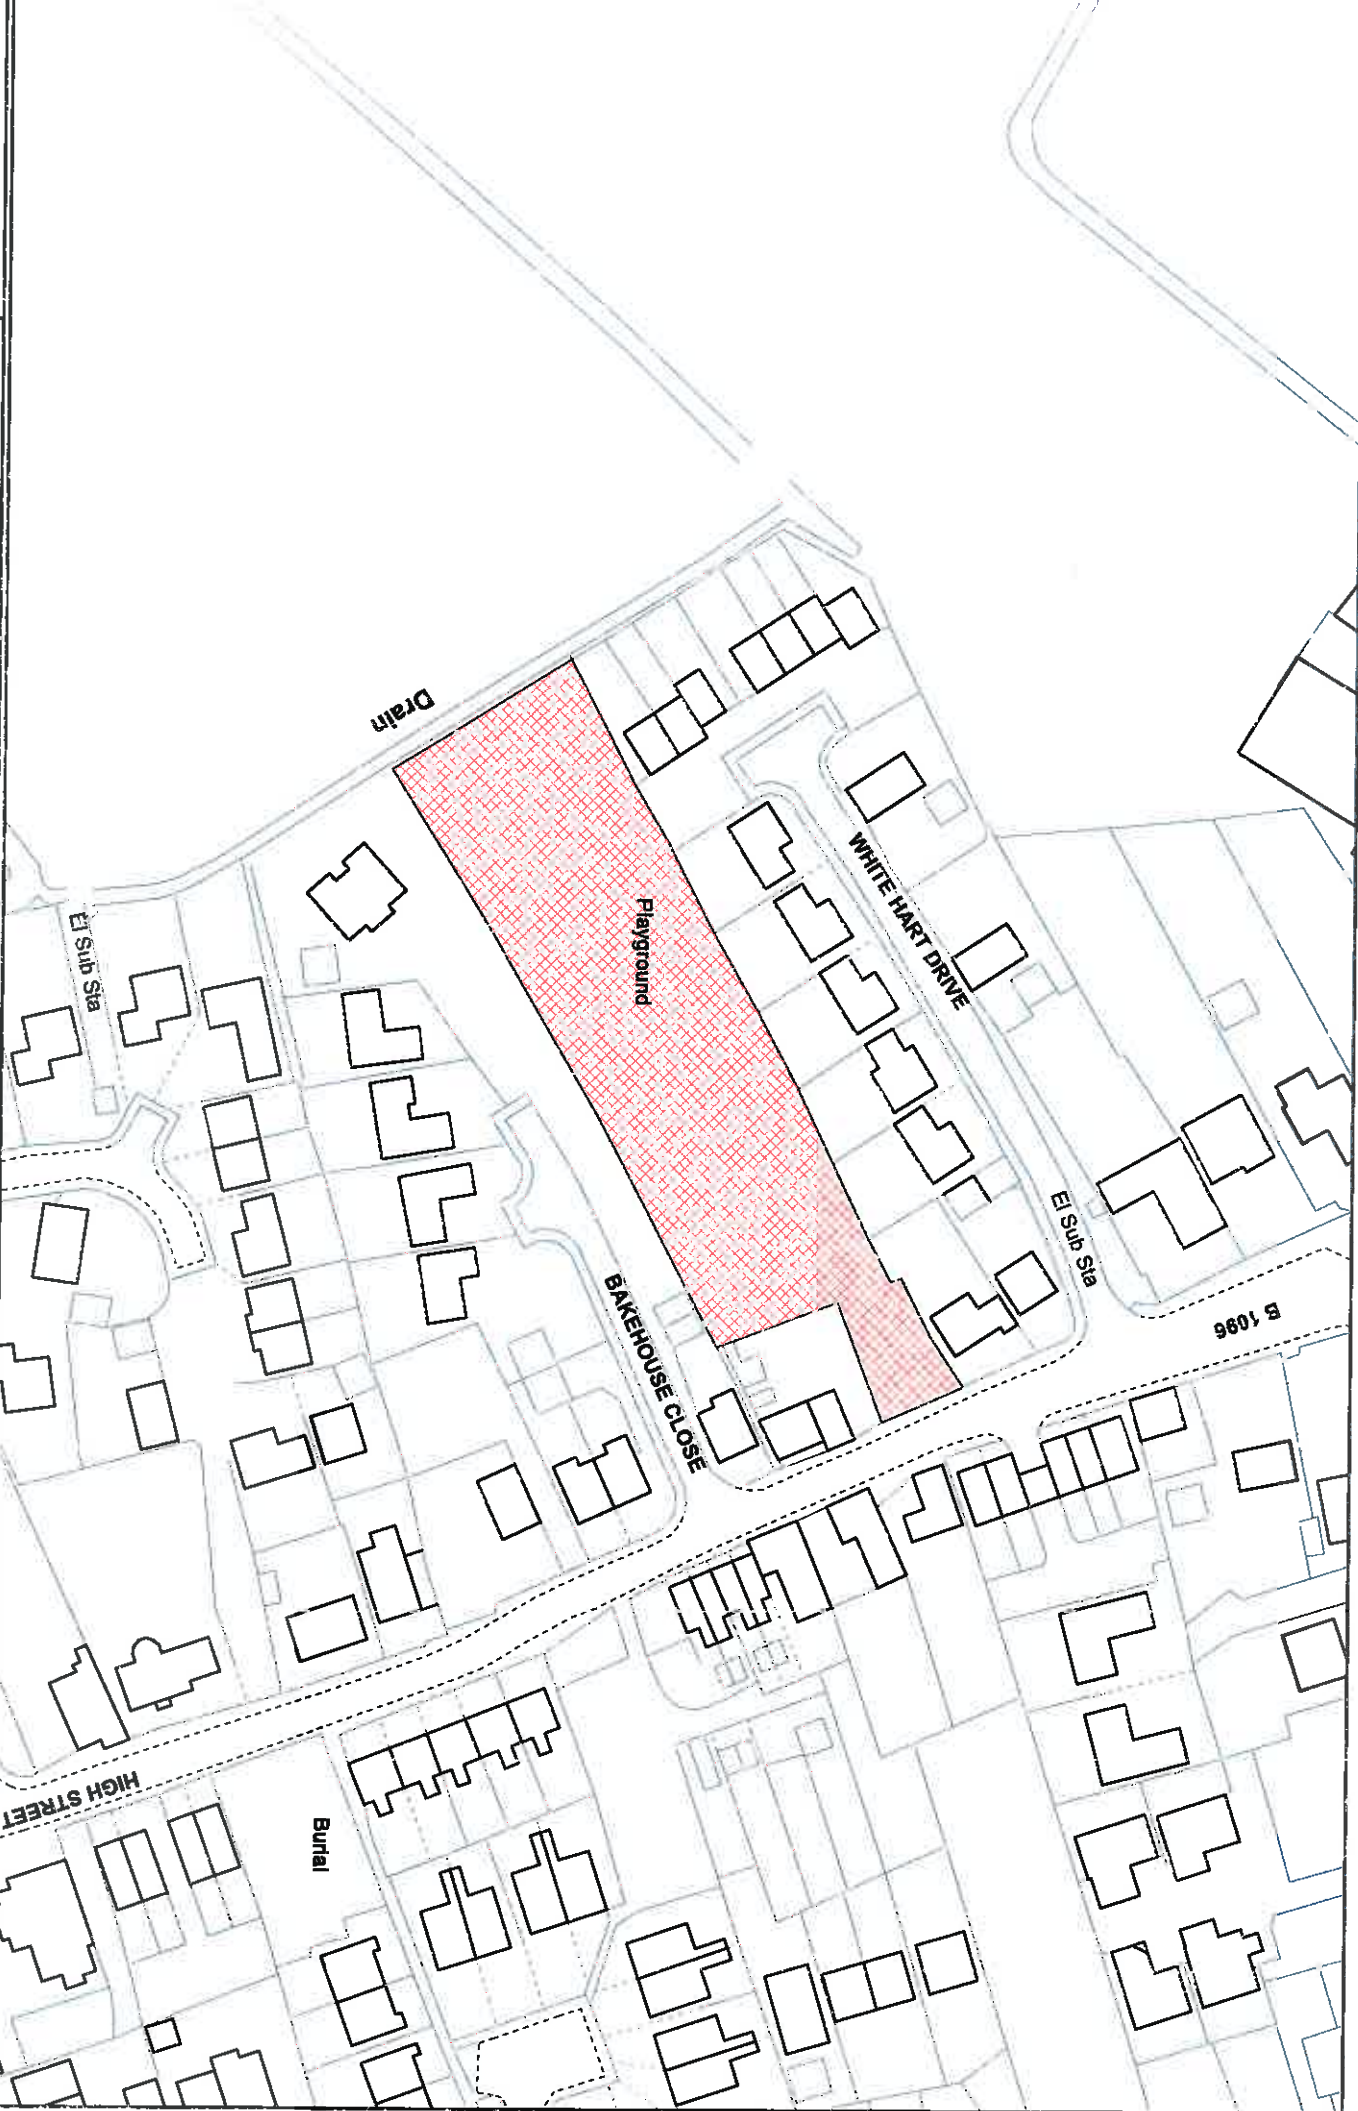 Drain
Playground
WHITE HART DRIVE
El Sub Sta
El Sub Sta
B 1096
BAKEHOUSE CLOSE
HIGH STREET
Burial